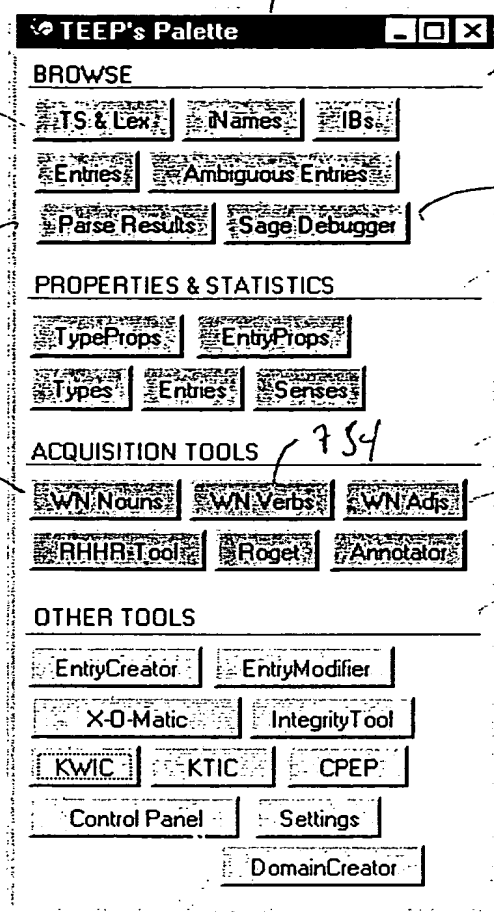 TEEP's Palette
BROWSE
TS & Lex iNames IBs
Entries Ambiguous Entries
Parse Results Sage Debugger
PROPERTIES & STATISTICS
TypeProps EntryProps
Types Entries Senses
ACQUISITION TOOLS 754
WN Nouns WN Verbs WN Adjs
RHHR Tool Roget Annotator
OTHER TOOLS
EntryCreator EntryModifier
X-O-Matic IntegrityTool
KWIC KTIC CPEP
Control Panel Settings
DomainCreator